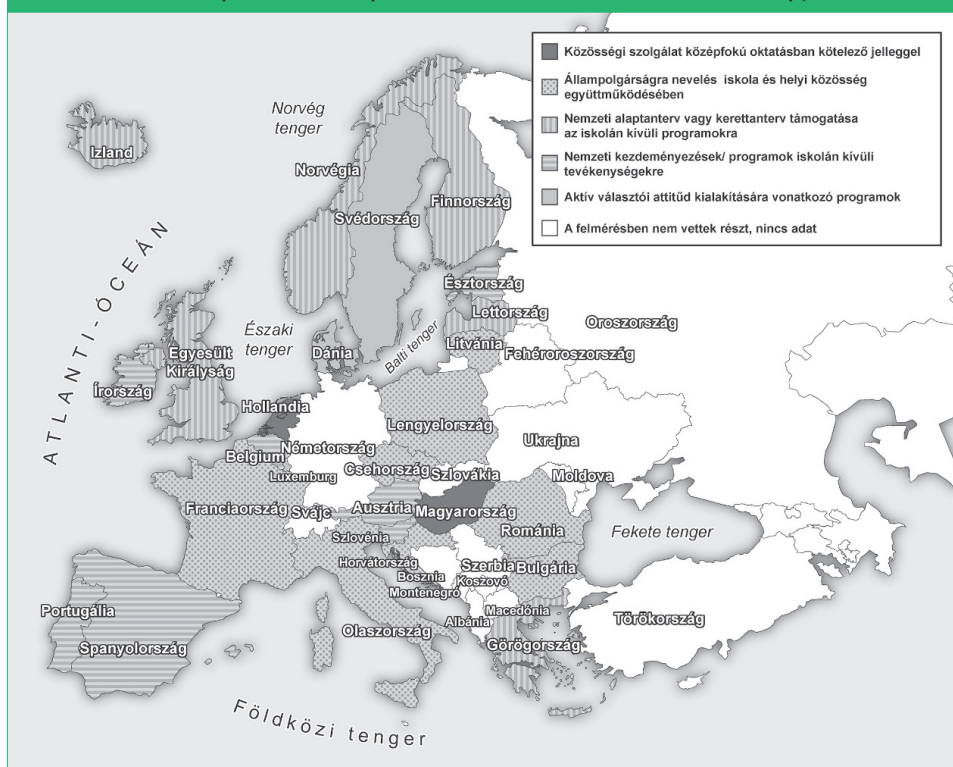 Közösségi szolgálat középfokú oktatásban kötelező jelleggel
Állampolgárságra nevelés iskola és helyi közösség
együttműködésében
Nemzeti alaptanterv vagy kerettanterv támogatása
az iskolán kívüli programokra
Nemzeti kezdeményezések/ programok iskolán kívüli
tevékenységekre
Aktív választói attitűd kialakítására vonatkozó programok
A felmérésben nem vettek részt, nincs adat
Norvég
tenger
Izland
Norvégia
Svédország
Finnország
ATLANTI-ÓCEÁN
Északi
tenger
Balti tenger
Észtország
Lettország
Litvánia
Oroszország
Fehéroroszország
Dánia
Egyesült
Királyság
Írország
Hollandia
Belgium
Németország
Luxemburg
Lengyelország
Csehország
Szlovákia
Ukrajna
Moldova
Franciaország
Svájc
Ausztria
Magyarország
Románia
Szlovénia
Horvátország
Bosznia
Montenegró
Szerbia
Koszovó
Bulgária
Fekete tenger
Macedónia
Albánia
Görögország
Törökország
Olaszország
Portugália
Spanyolország
Földközi tenger